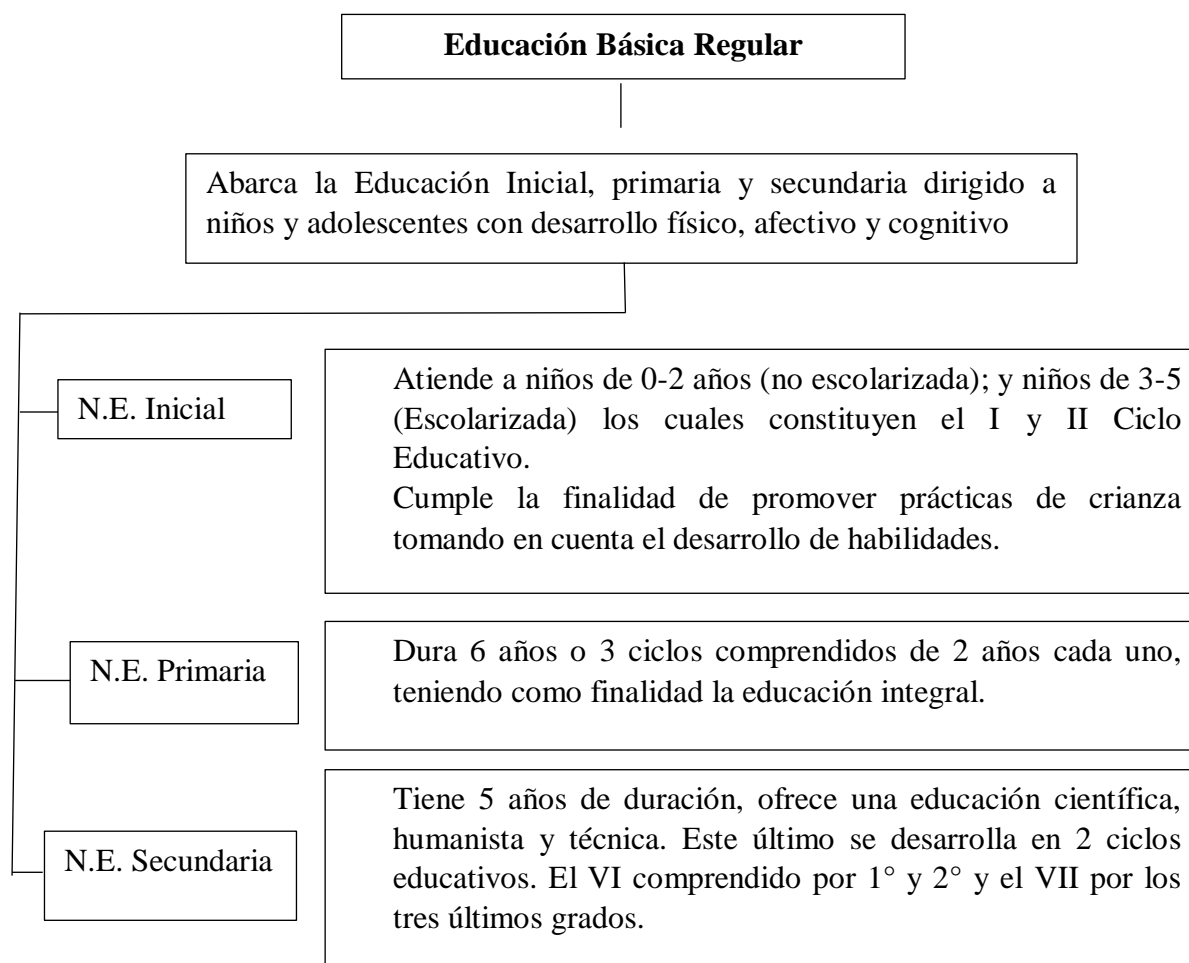 Educación Básica Regular
Abarca la Educación Inicial, primaria y secundaria dirigido a
niños y adolescentes con desarrollo físico, afectivo y cognitivo
N.E. Inicial
Atiende a niños de 0-2 años (no escolarizada); y niños de 3-5
(Escolarizada) los cuales constituyen el I y II Ciclo
Educativo.
Cumple la finalidad de promover prácticas de crianza
tomando en cuenta el desarrollo de habilidades.
N.E. Primaria
Dura 6 años o 3 ciclos comprendidos de 2 años cada uno,
teniendo como finalidad la educación integral.
N.E. Secundaria
Tiene 5 años de duración, ofrece una educación científica,
humanista y técnica. Este último se desarrolla en 2 ciclos
educativos. El VI comprendido por 1° y 2° y el VII por los
tres últimos grados.